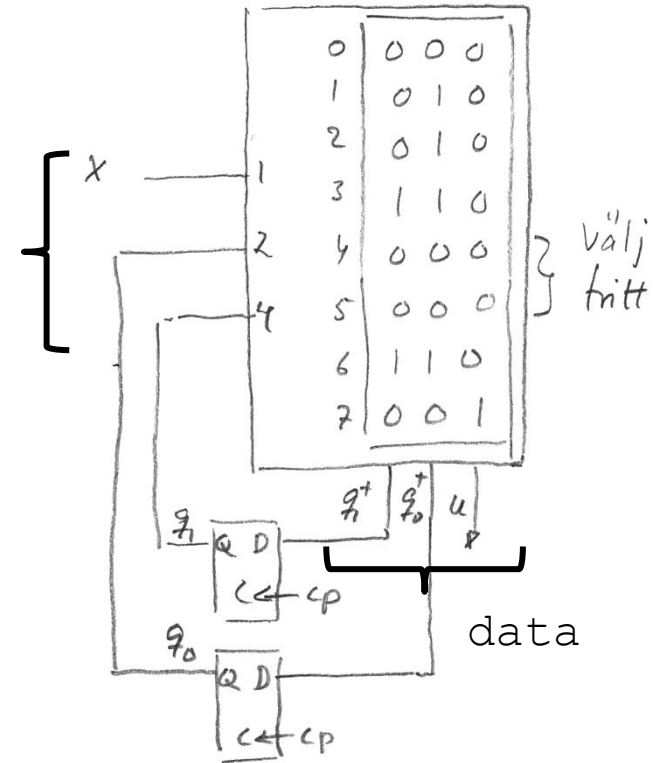 0 0 0 0
1 0 1 0
2 0 1 0
x 1 3 1 1 0
2 4 0 0 0 välj
4 5 0 0 0 fritt
6 1 1 0
7 0 0 1
q₁⁺ q₀⁺ u
q₁ Q D
C cp
data
q₀ Q D
C cp